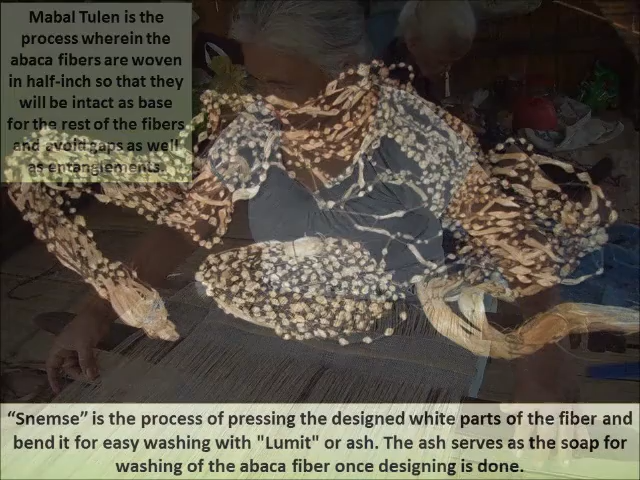 Mabal Tulen is the
process wherein the
abaca fibers are woven
in half-inch so that they
will be intact as base
for the rest of the fibers
and avoid gaps as well
as entanglements.
“Snemse” is the process of pressing the designed white parts of the fiber and
bend it for easy washing with "Lumit" or ash. The ash serves as the soap for
washing of the abaca fiber once designing is done.